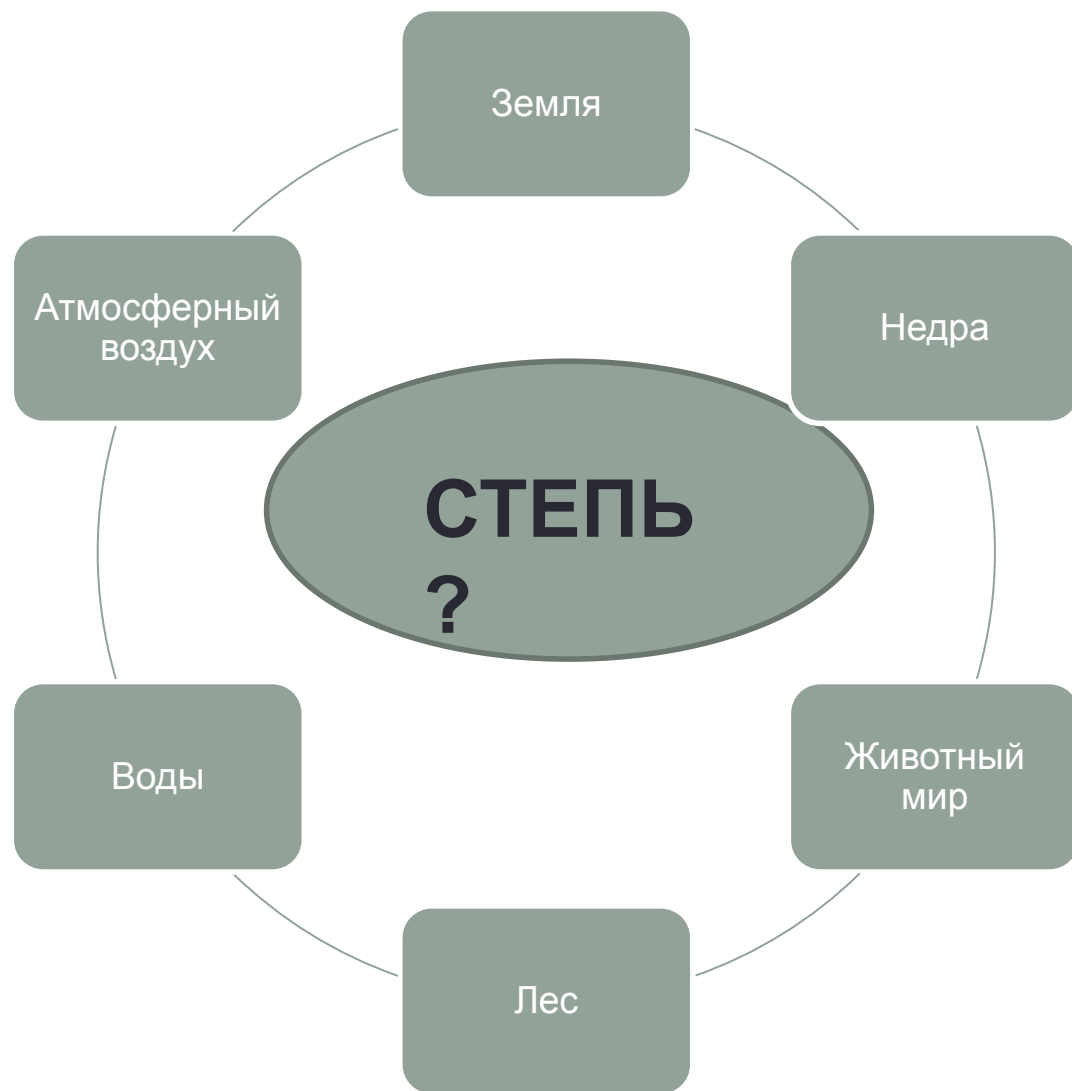 Земля
Атмосферный
воздух
Недра
СТЕПЬ
?
Воды
Животный
мир
Лес